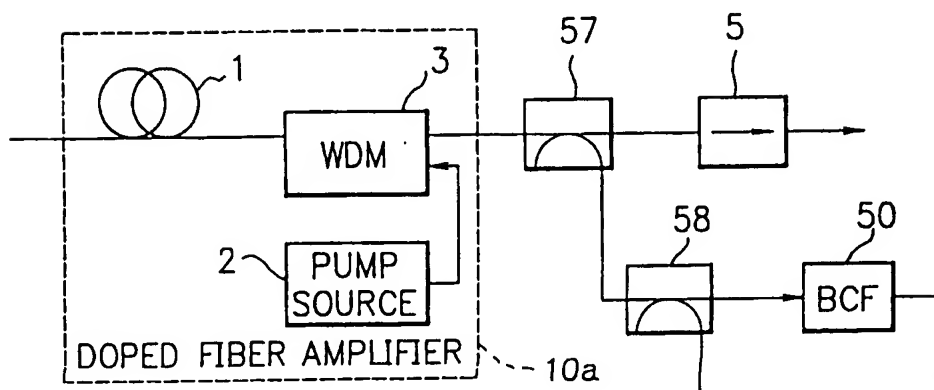 1
3
57
5
WDM
58
50
2
PUMP
SOURCE
BCF
DOPED FIBER AMPLIFIER
10a